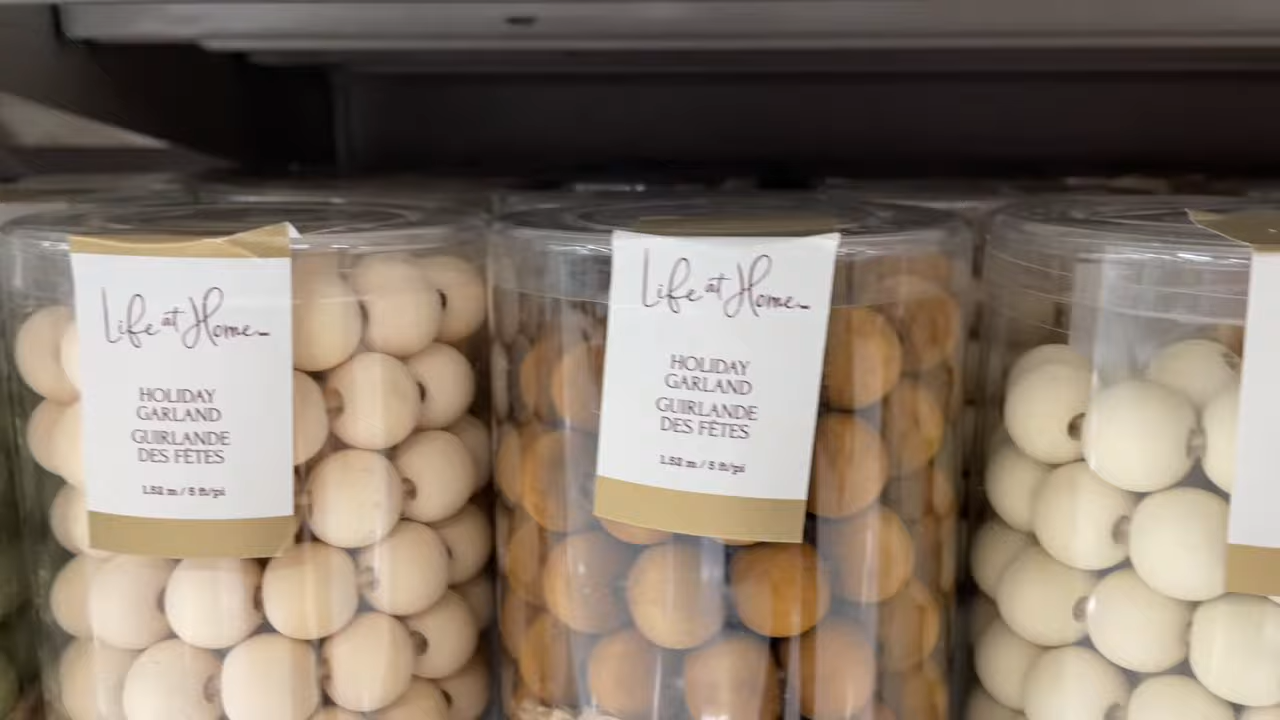 Life at Home
HOLIDAY
GARLAND
GUIRLANDE
DES FÊTES
1.52 m / 5 ft/pi
Life at Home
HOLIDAY
GARLAND
GUIRLANDE
DES FÊTES
1.52 m / 5 ft/pi